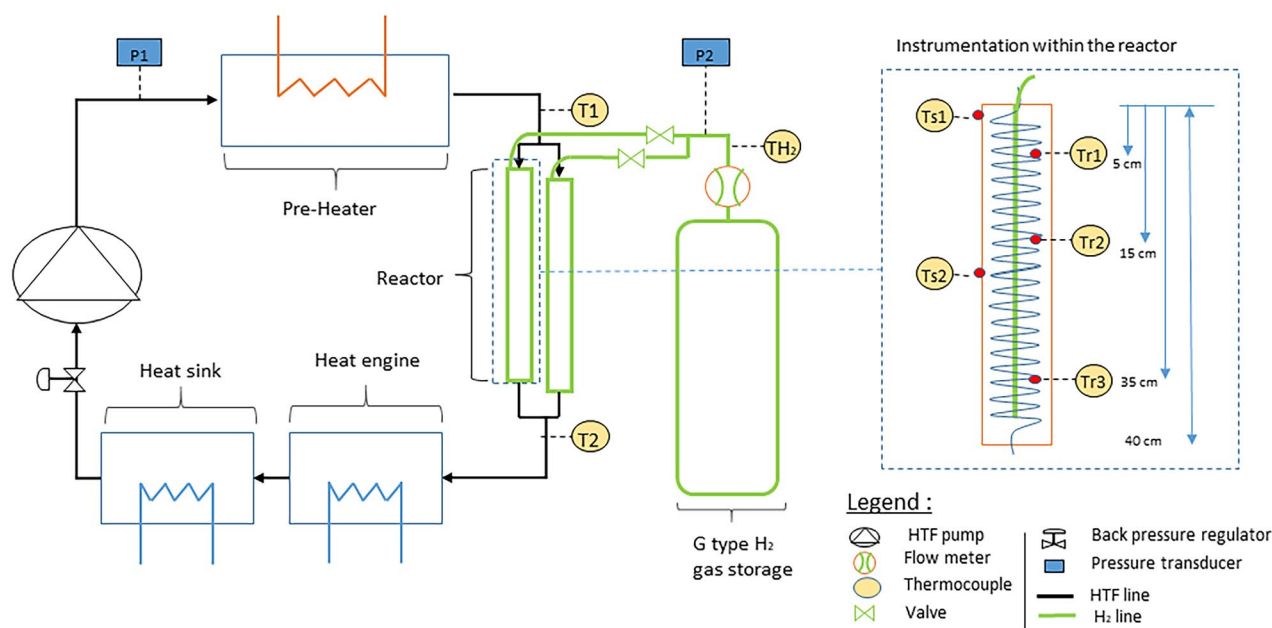 P1
P2
Instrumentation within the reactor
T1
TH₂
Ts1
Tr1
5 cm
Pre-Heater
Reactor
Tr2
15 cm
Ts2
Heat sink
Heat engine
Tr3
35 cm
T2
40 cm
G type H₂
gas storage
Legend :
HTF pump
Flow meter
Thermocouple
Valve
Back pressure regulator
Pressure transducer
HTF line
H₂ line